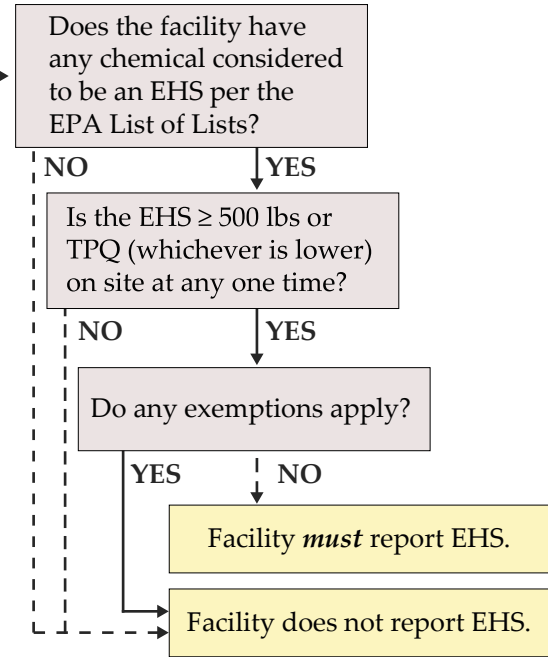 Does the facility have
any chemical considered
to be an EHS per the
EPA List of Lists?
NO
YES
Is the EHS ≥ 500 lbs or
TPQ (whichever is lower)
on site at any one time?
NO
YES
Do any exemptions apply?
YES
NO
Facility must report EHS.
Facility does not report EHS.